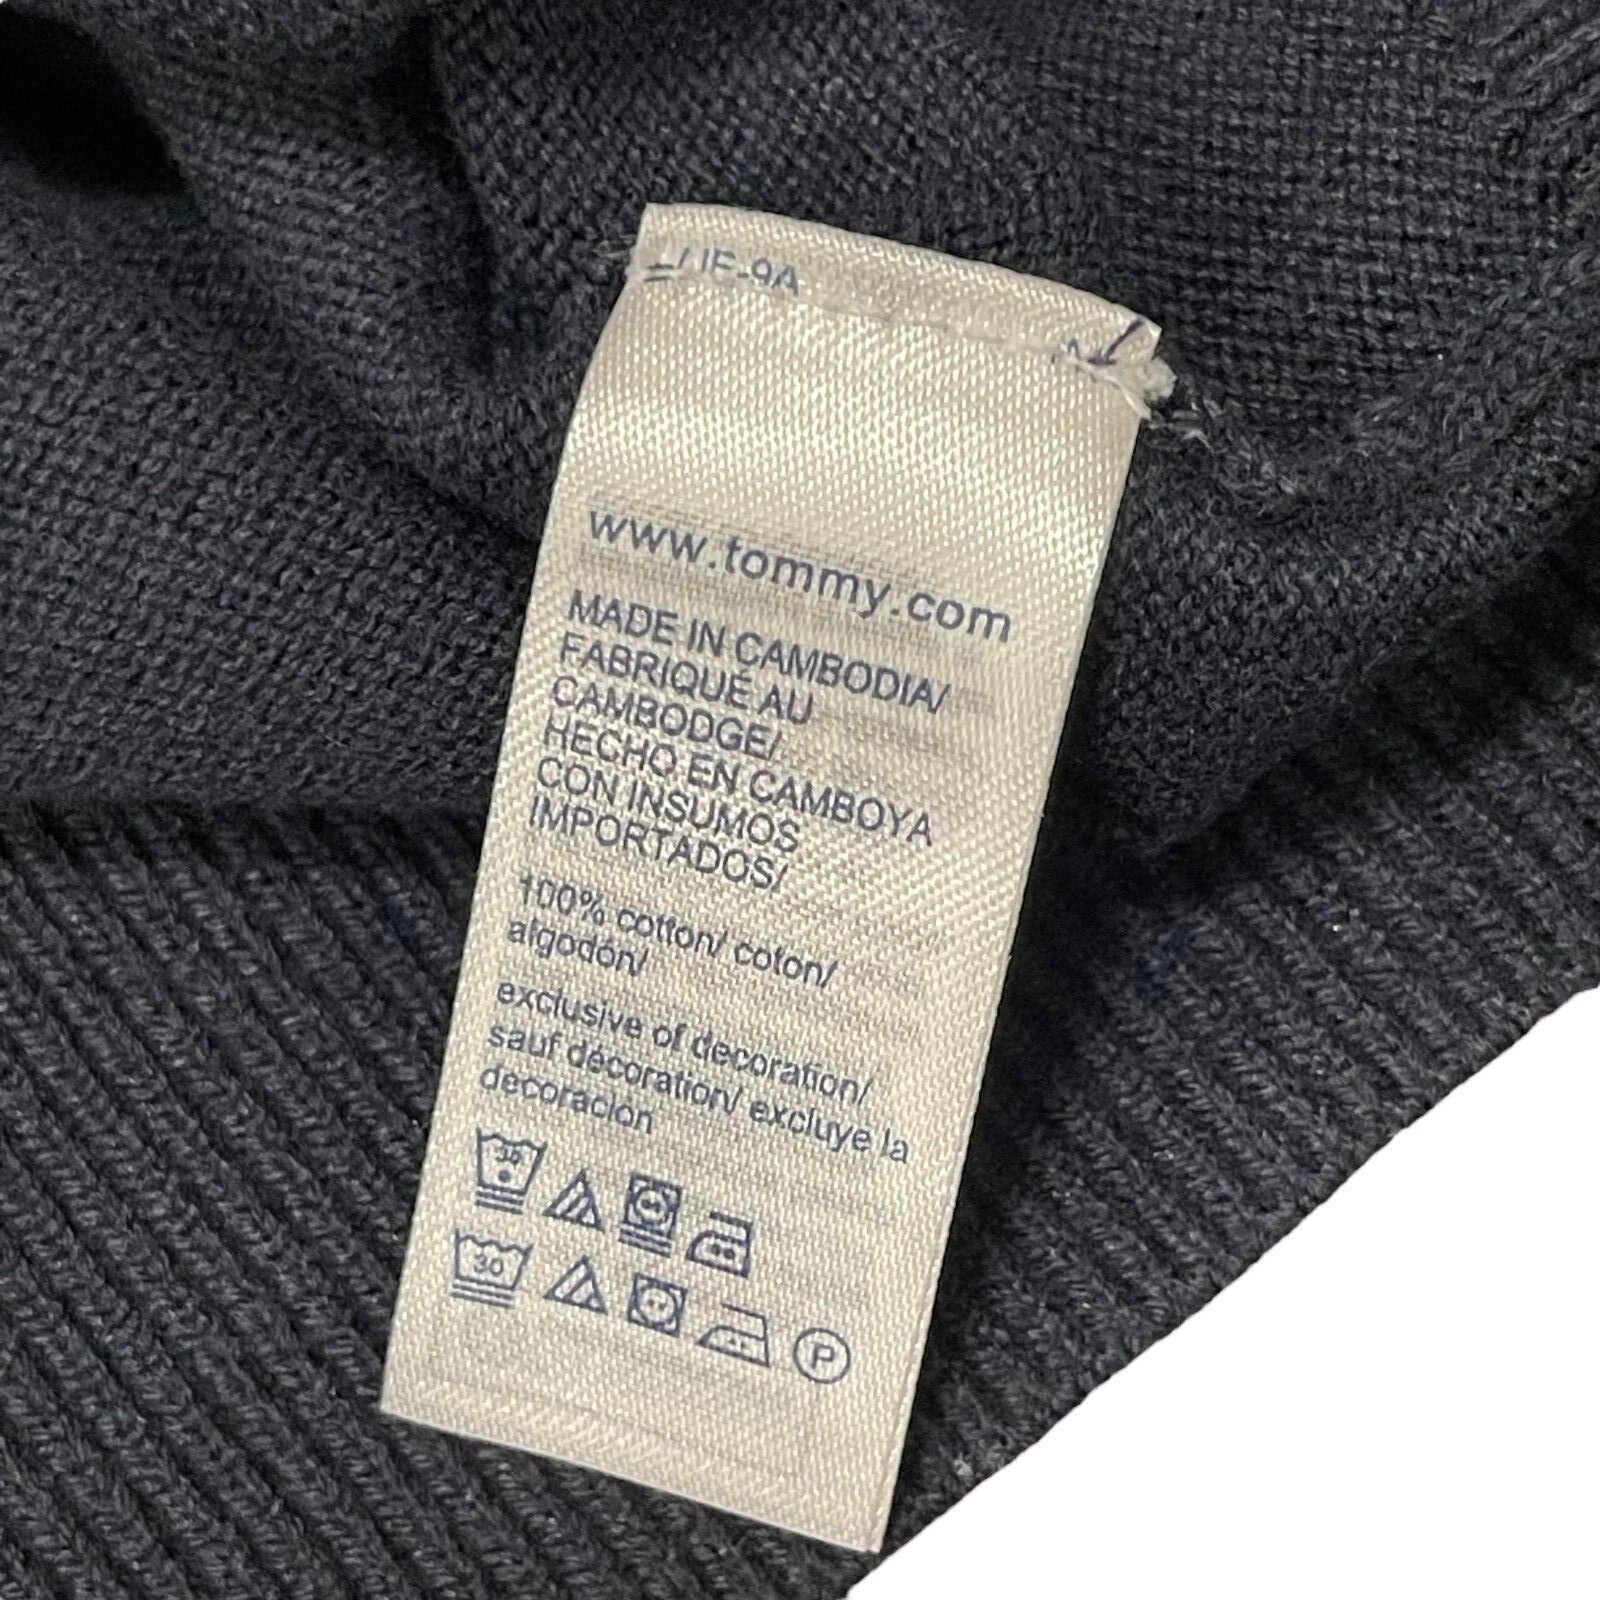 www.tommy.com
MADE IN CAMBODIA/
FABRIQUÉ AU
CAMBODGE/
HECHO EN CAMBOYA
CON INSUMOS
IMPORTADOS/
100% cotton/ coton/
algodón/
exclusive of decoration/
sauf décoration/ excluye la
decoración
30
P